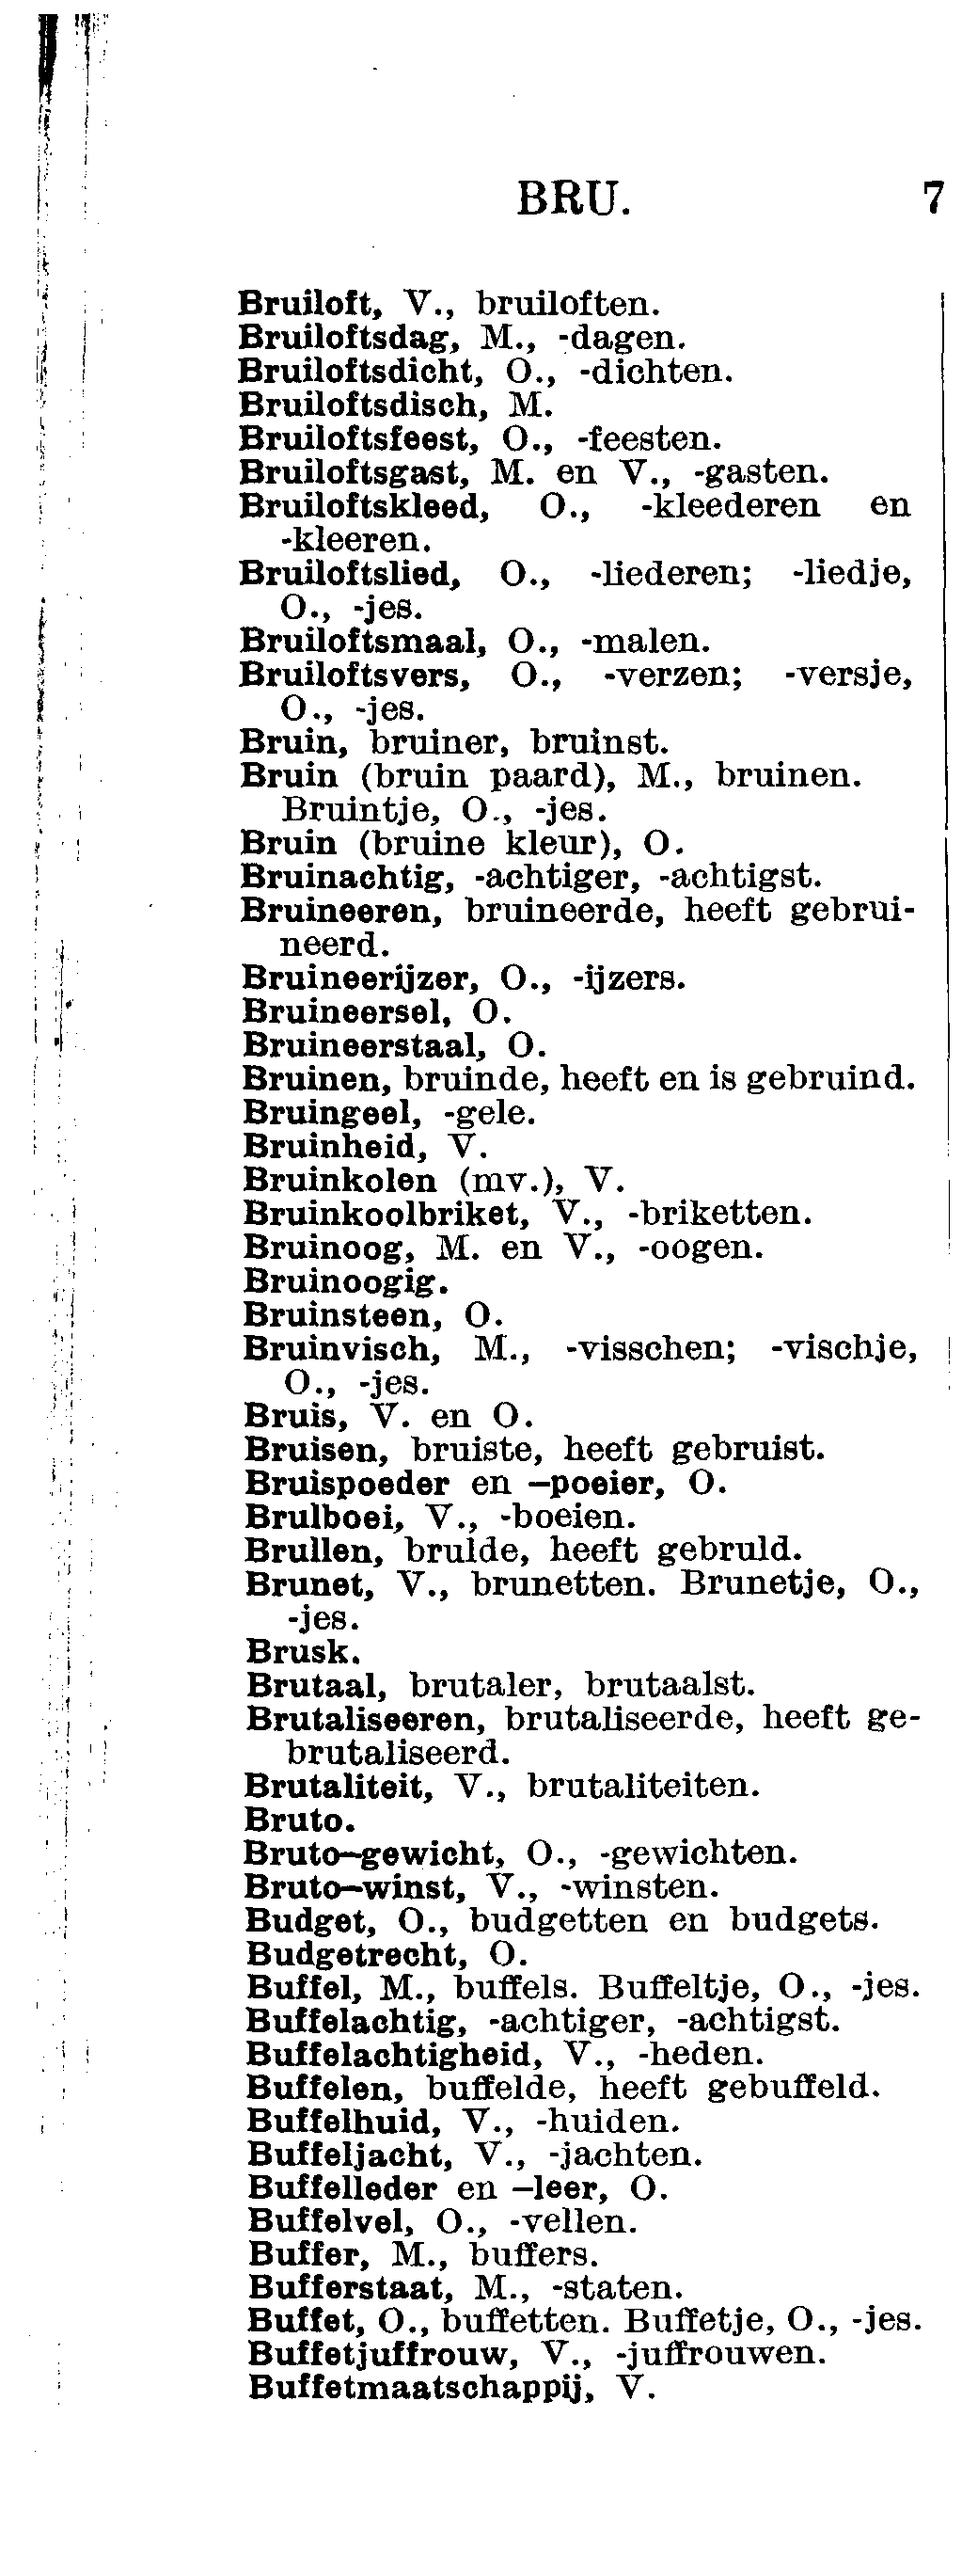 BRU. 7
Bruiloft, V., bruiloften.
Bruiloftsdag, M., -dagen.
Bruiloftsdicht, O., -dichten.
Bruiloftsdisch, M.
Bruiloftsfeest, O., -feesten.
Bruiloftsgast, M. en V., -gasten.
Bruiloftskleed, O., -kleederen en
-kleeren.
Bruiloftslied, O., -liederen; -liedje,
O., -jes.
Bruiloftsmaal, O., -malen.
Bruiloftsvers, O., -verzen; -versje,
O., -jes.
Bruin, bruiner, bruinst.
Bruin (bruin paard), M., bruinen.
Bruintje, O., -jes.
Bruin (bruine kleur), O.
Bruinachtig, -achtiger, -achtigst.
Bruineeren, bruineerde, heeft gebrui-
neerd.
Bruineerijzer, O., -ijzers.
Bruineersel, O.
Bruineerstaal, O.
Bruinen, bruinde, heeft en is gebruind.
Bruingeel, -gele.
Bruinheid, V.
Bruinkolen (mv.), V.
Bruinkoolbriket, V., -briketten.
Bruinoog, M. en V., -oogen.
Bruinoogig.
Bruinsteen, O.
Bruinvisch, M., -visschen; -vischje,
O., -jes.
Bruis, V. en O.
Bruisen, bruiste, heeft gebruist.
Bruispoeder en –poeier, O.
Brulboei, V., -boeien.
Brullen, brulde, heeft gebruld.
Brunet, V., brunetten. Brunetje, O.,
-jes.
Brusk.
Brutaal, brutaler, brutaalst.
Brutaliseeren, brutaliseerde, heeft ge-
brutaliseerd.
Brutaliteit, V., brutaliteiten.
Bruto.
Bruto–gewicht, O., -gewichten.
Bruto–winst, V., -winsten.
Budget, O., budgetten en budgets.
Budgetrecht, O.
Buffel, M., buffels. Buffeltje, O., -jes.
Buffelachtig, -achtiger, -achtigst.
Buffelachtigheid, V., -heden.
Buffelen, buffelde, heeft gebuffeld.
Buffelhuid, V., -huiden.
Buffeljacht, V., -jachten.
Buffelleder en –leer, O.
Buffelvel, O., -vellen.
Buffer, M., buffers.
Bufferstaat, M., -staten.
Buffet, O., buffetten. Buffetje, O., -jes.
Buffetjuffrouw, V., -juffrouwen.
Buffetmaatschappij, V.